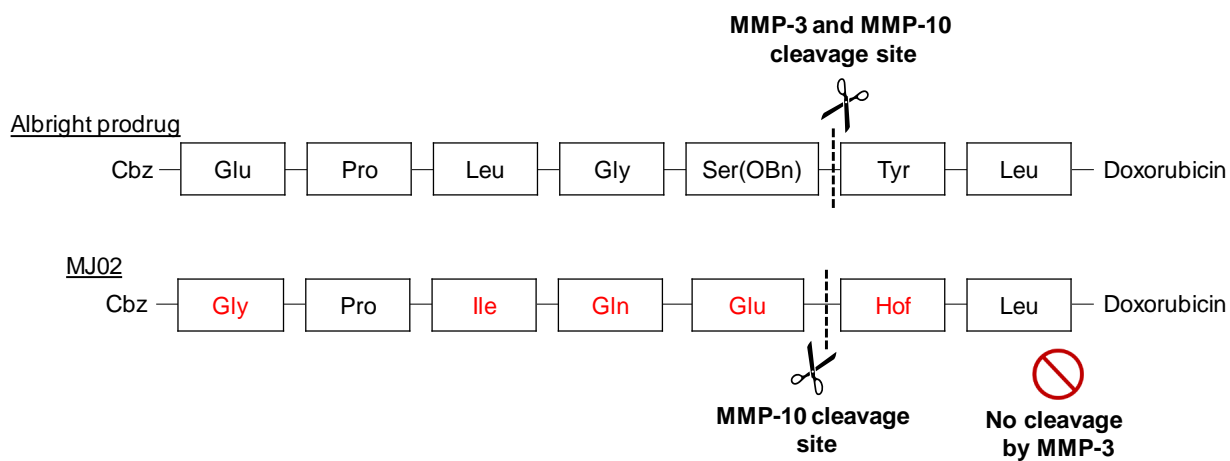 MMP-3 and MMP-10
cleavage site
Albright prodrug
Cbz Glu Pro Leu Gly Ser(OBn) Tyr Leu Doxorubicin
MJ02
Cbz Gly Pro Ile Gln Glu Hof Leu Doxorubicin
MMP-10 cleavage
site
No cleavage
by MMP-3